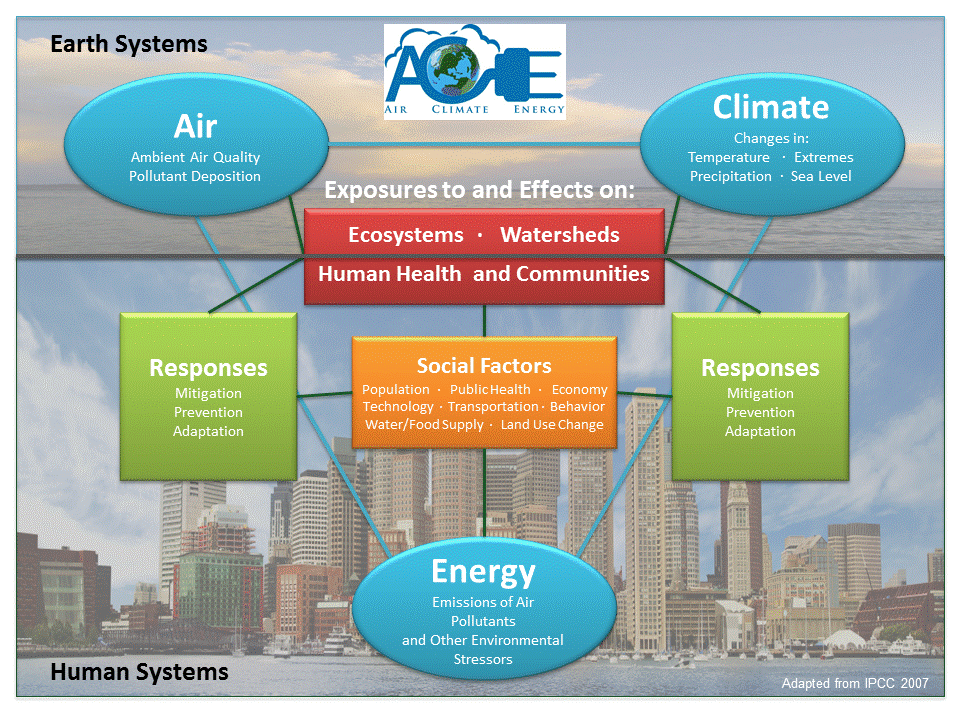 Earth Systems
ACE
AIR CLIMATE ENERGY
Air
Ambient Air Quality
Pollutant Deposition
Climate
Changes in:
Temperature · Extremes
Precipitation · Sea Level
Exposures to and Effects on:
Ecosystems · Watersheds
Human Health and Communities
Responses
Mitigation
Prevention
Adaptation
Social Factors
Population · Public Health · Economy
Technology · Transportation · Behavior
Water/Food Supply · Land Use Change
Responses
Mitigation
Prevention
Adaptation
Energy
Emissions of Air
Pollutants
and Other Environmental
Stressors
Human Systems
Adapted from IPCC 2007